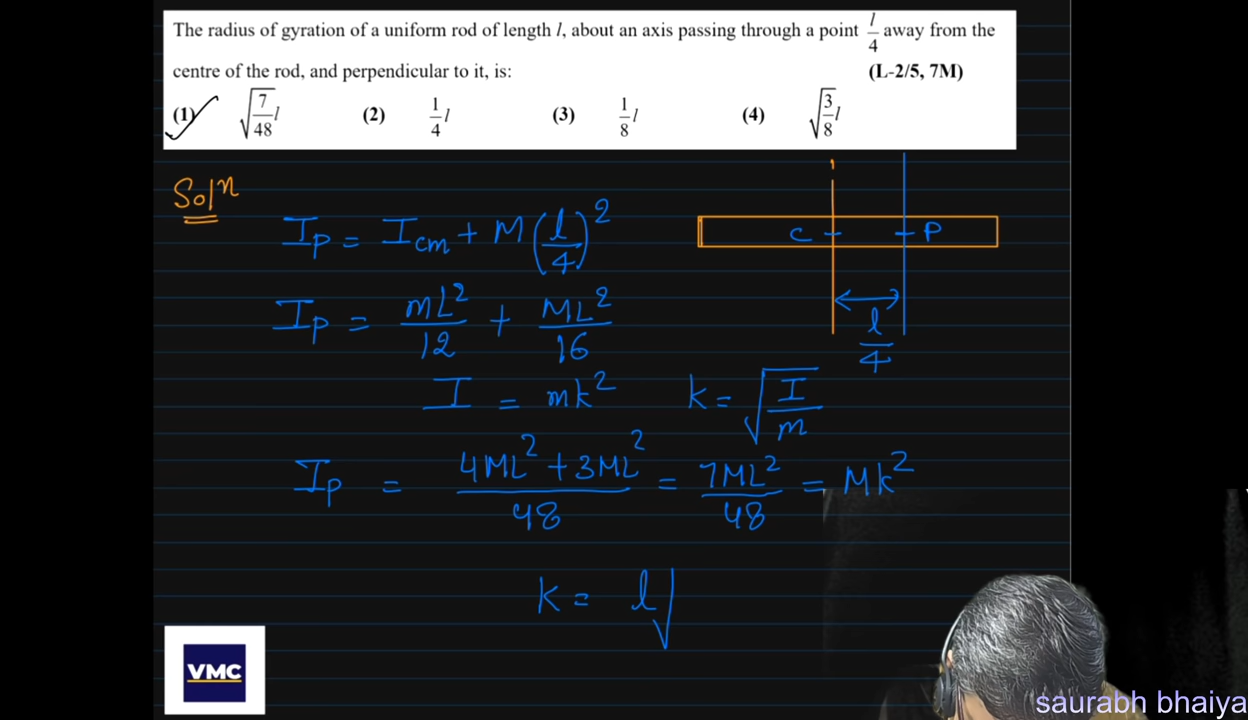 The radius of gyration of a uniform rod of length l, about an axis passing through a point l/4 away from the
centre of the rod, and perpendicular to it, is: (L-2/5, 7M)
(1) √(7/48) l (2) 1/4 l (3) 1/8 l (4) √(3/8) l
Solⁿ
I_P = I_cm + M(l/4)²
C P
I_P = mL²/12 + ML²/16
l/4
I = mk² k = √(I/m)
I_P = (4ML² + 3ML²)/48 = 7ML²/48 = Mk²
k = l√
VMC
saurabh bhaiya